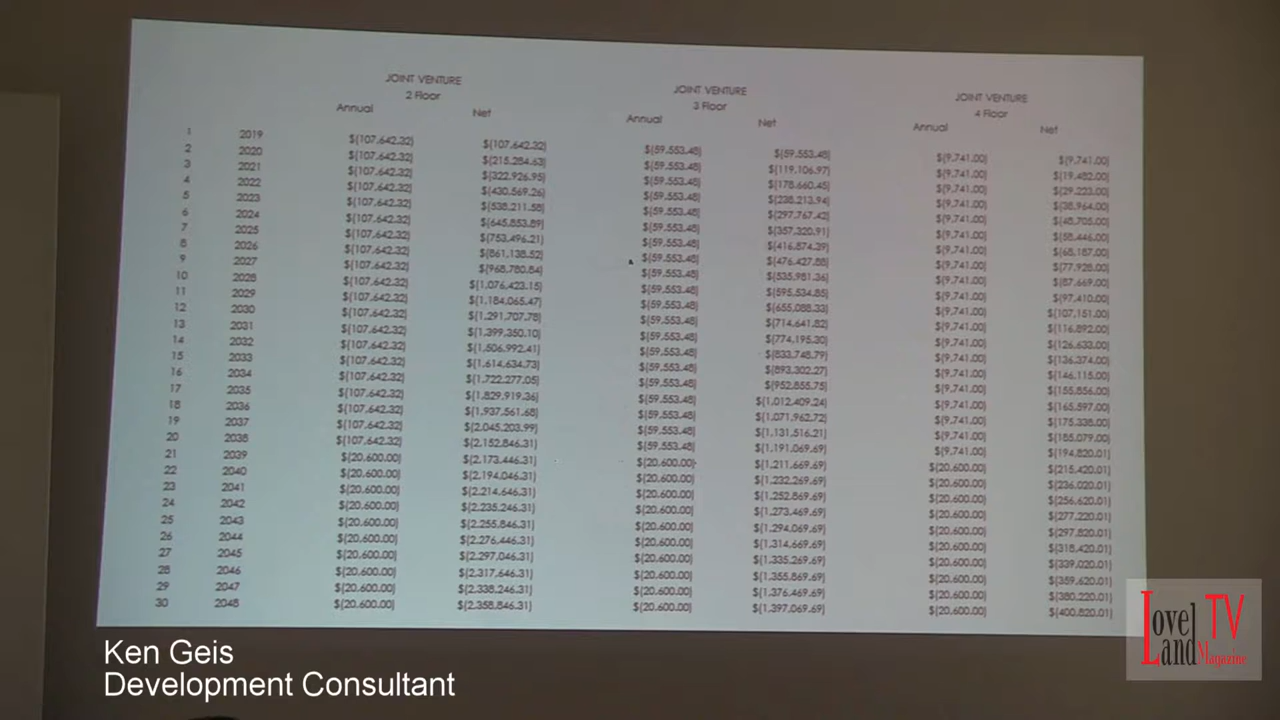 JOINT VENTURE JOINT VENTURE JOINT VENTURE
2 Floor 3 Floor 4 Floor
Annual Net Annual Net Annual Net
1 2019 $(107,642.32) $(107,642.32) $(59,553.48) $(59,553.48) $(9,741.00) $(9,741.00)
2 2020 $(107,642.32) $(215,284.63) $(59,553.48) $(119,106.97) $(9,741.00) $(19,482.00)
3 2021 $(107,642.32) $(322,926.95) $(59,553.48) $(178,660.45) $(9,741.00) $(29,223.00)
4 2022 $(107,642.32) $(430,569.26) $(59,553.48) $(238,213.94) $(9,741.00) $(38,964.00)
5 2023 $(107,642.32) $(538,211.58) $(59,553.48) $(297,767.42) $(9,741.00) $(48,705.00)
6 2024 $(107,642.32) $(645,853.89) $(59,553.48) $(357,320.91) $(9,741.00) $(58,446.00)
7 2025 $(107,642.32) $(753,496.21) $(59,553.48) $(416,874.39) $(9,741.00) $(68,187.00)
8 2026 $(107,642.32) $(861,138.52) $(59,553.48) $(476,427.88) $(9,741.00) $(77,928.00)
9 2027 $(107,642.32) $(968,780.84) $(59,553.48) $(535,981.36) $(9,741.00) $(87,669.00)
10 2028 $(107,642.32) $(1,076,423.15) $(59,553.48) $(595,534.85) $(9,741.00) $(97,410.00)
11 2029 $(107,642.32) $(1,184,065.47) $(59,553.48) $(655,088.33) $(9,741.00) $(107,151.00)
12 2030 $(107,642.32) $(1,291,707.78) $(59,553.48) $(714,641.82) $(9,741.00) $(116,892.00)
13 2031 $(107,642.32) $(1,399,350.10) $(59,553.48) $(774,195.30) $(9,741.00) $(126,633.00)
14 2032 $(107,642.32) $(1,506,992.41) $(59,553.48) $(833,748.79) $(9,741.00) $(136,374.00)
15 2033 $(107,642.32) $(1,614,634.73) $(59,553.48) $(893,302.27) $(9,741.00) $(146,115.00)
16 2034 $(107,642.32) $(1,722,277.05) $(59,553.48) $(952,855.75) $(9,741.00) $(155,856.00)
17 2035 $(107,642.32) $(1,829,919.36) $(59,553.48) $(1,012,409.24) $(9,741.00) $(165,597.00)
18 2036 $(107,642.32) $(1,937,561.68) $(59,553.48) $(1,071,962.72) $(9,741.00) $(175,338.00)
19 2037 $(107,642.32) $(2,045,203.99) $(59,553.48) $(1,131,516.21) $(9,741.00) $(185,079.00)
20 2038 $(107,642.32) $(2,152,846.31) $(59,553.48) $(1,191,069.69) $(9,741.00) $(194,820.01)
21 2039 $(20,600.00) $(2,173,446.31) $(20,600.00) $(1,211,669.69) $(20,600.00) $(215,420.01)
22 2040 $(20,600.00) $(2,194,046.31) $(20,600.00) $(1,232,269.69) $(20,600.00) $(236,020.01)
23 2041 $(20,600.00) $(2,214,646.31) $(20,600.00) $(1,252,869.69) $(20,600.00) $(256,620.01)
24 2042 $(20,600.00) $(2,235,246.31) $(20,600.00) $(1,273,469.69) $(20,600.00) $(277,220.01)
25 2043 $(20,600.00) $(2,255,846.31) $(20,600.00) $(1,294,069.69) $(20,600.00) $(297,820.01)
26 2044 $(20,600.00) $(2,276,446.31) $(20,600.00) $(1,314,669.69) $(20,600.00) $(318,420.01)
27 2045 $(20,600.00) $(2,297,046.31) $(20,600.00) $(1,335,269.69) $(20,600.00) $(339,020.01)
28 2046 $(20,600.00) $(2,317,646.31) $(20,600.00) $(1,355,869.69) $(20,600.00) $(359,620.01)
29 2047 $(20,600.00) $(2,338,246.31) $(20,600.00) $(1,376,469.69) $(20,600.00) $(380,220.01)
30 2048 $(20,600.00) $(2,358,846.31) $(20,600.00) $(1,397,069.69) $(20,600.00) $(400,820.01)
Ken Geis
Development Consultant
Loveland Magazine TV